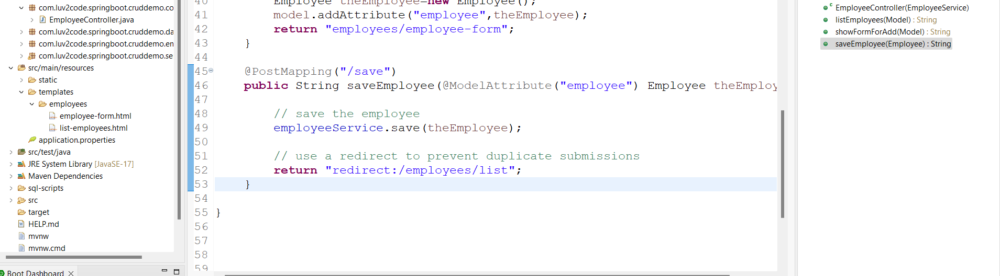 com.luv2code.springboot.cruddemo.co
EmployeeController.java
com.luv2code.springboot.cruddemo.da
com.luv2code.springboot.cruddemo.en
com.luv2code.springboot.cruddemo.se
src/main/resources
static
templates
employees
employee-form.html
list-employees.html
application.properties
src/test/java
JRE System Library [JavaSE-17]
Maven Dependencies
sql-scripts
src
target
HELP.md
mvnw
mvnw.cmd
Boot Dashboard
40 Employee theEmployee=new Employee();
41 model.addAttribute("employee",theEmployee);
42 return "employees/employee-form";
43 }
44
45 @PostMapping("/save")
46 public String saveEmployee(@ModelAttribute("employee") Employee theEmploy
47
48 // save the employee
49 employeeService.save(theEmployee);
50
51 // use a redirect to prevent duplicate submissions
52 return "redirect:/employees/list";
53 }
54
55 }
56
57
58
59
EmployeeController(EmployeeService)
listEmployees(Model) : String
showFormForAdd(Model) : String
saveEmployee(Employee) : String